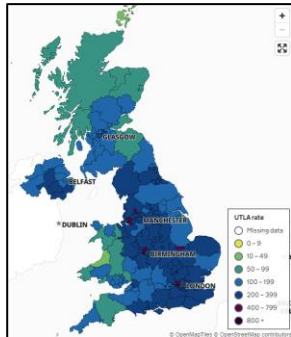 +
−
GLASGOW
BELFAST
DUBLIN
MANCHESTER
BIRMINGHAM
LONDON
UTLA rate
Missing data
0 – 9
10 – 49
50 – 99
100 – 199
200 – 399
400 – 799
800 +
© OpenMapTiles © OpenStreetMap contributors